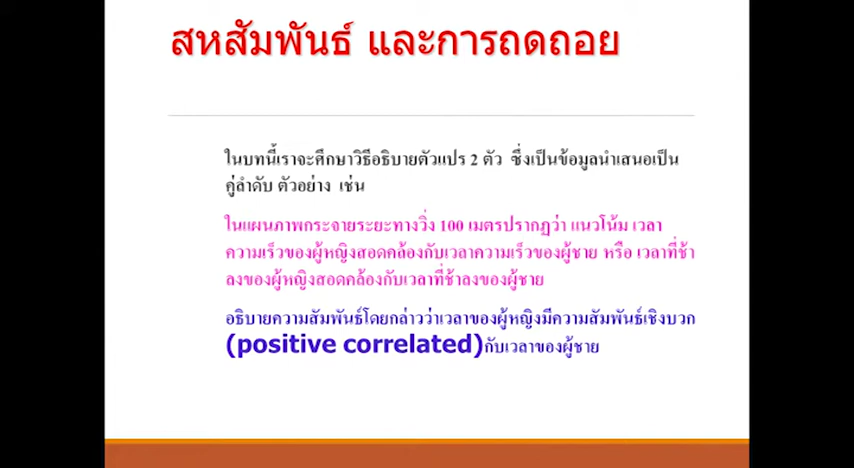 สหสัมพันธ์ และการถดถอย
ในบทนี้เราจะศึกษาวิธีอธิบายตัวแปร 2 ตัว ซึ่งเป็นข้อมูลนำเสนอเป็น
คู่ลำดับ ตัวอย่าง เช่น
ในแผนภาพกระจายระยะทางวิ่ง 100 เมตรปรากฏว่า แนวโน้ม เวลา
ความเร็วของผู้หญิงสอดคล้องกับเวลาความเร็วของผู้ชาย หรือ เวลาที่ช้า
ลงของผู้หญิงสอดคล้องกับเวลาที่ช้าลงของผู้ชาย
อธิบายความสัมพันธ์โดยกล่าวว่าเวลาของผู้หญิงมีความสัมพันธ์เชิงบวก
(positive correlated)กับเวลาของผู้ชาย